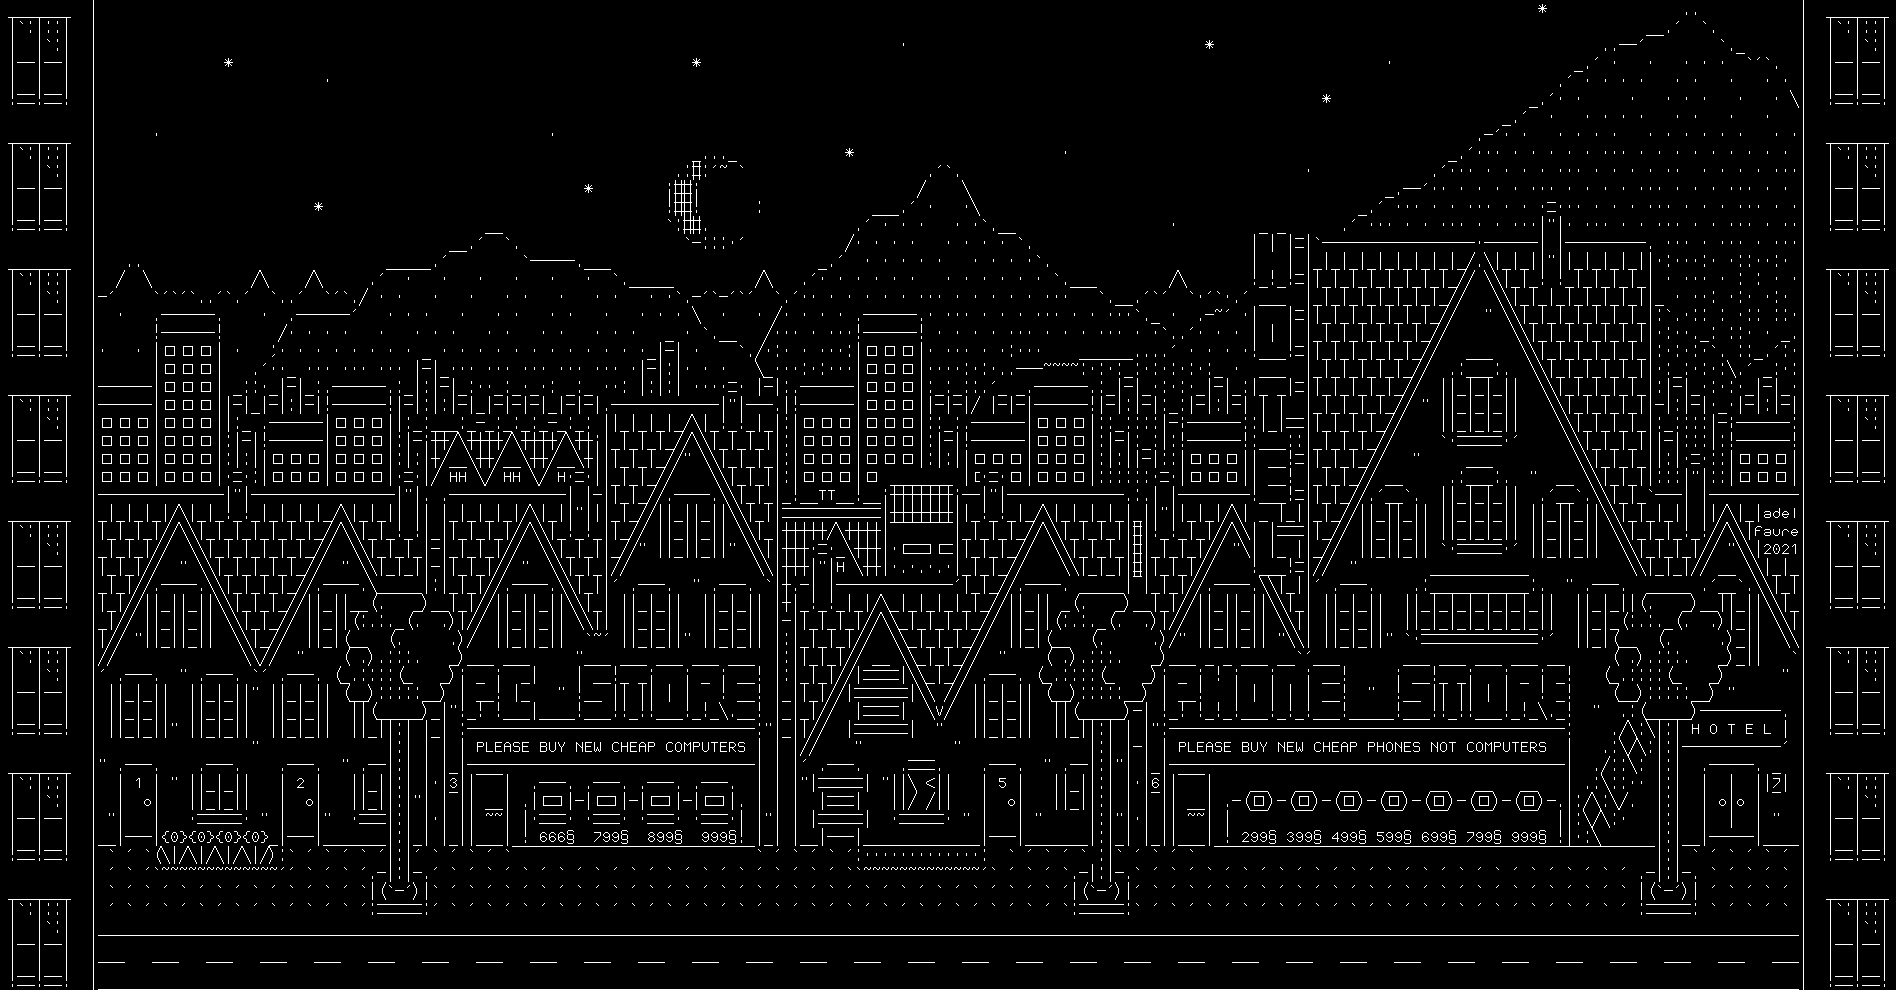 adel
faure
2021
PC STORE
PHONE STORE
HOTEL
PLEASE BUY NEW CHEAP COMPUTERS
PLEASE BUY NEW CHEAP PHONES NOT COMPUTERS
1
2
3
5
6
7
666§ 799§ 899§ 999§
299§ 399§ 499§ 599§ 699§ 799§ 999§